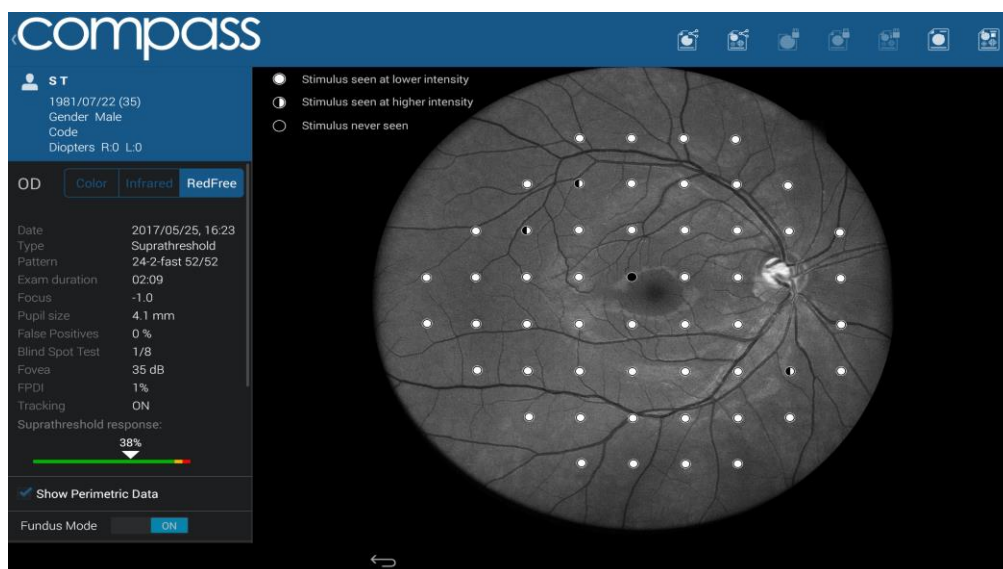 compass
S T
1981/07/22 (35)
Gender Male
Code
Diopters R:0 L:0
Stimulus seen at lower intensity
Stimulus seen at higher intensity
Stimulus never seen
OD Color Infrared RedFree
Date 2017/05/25, 16:23
Type Suprathreshold
Pattern 24-2-fast 52/52
Exam duration 02:09
Focus -1.0
Pupil size 4.1 mm
False Positives 0 %
Blind Spot Test 1/8
Fovea 35 dB
FPDI 1%
Tracking ON
Suprathreshold response:
38%
Show Perimetric Data
Fundus Mode ON